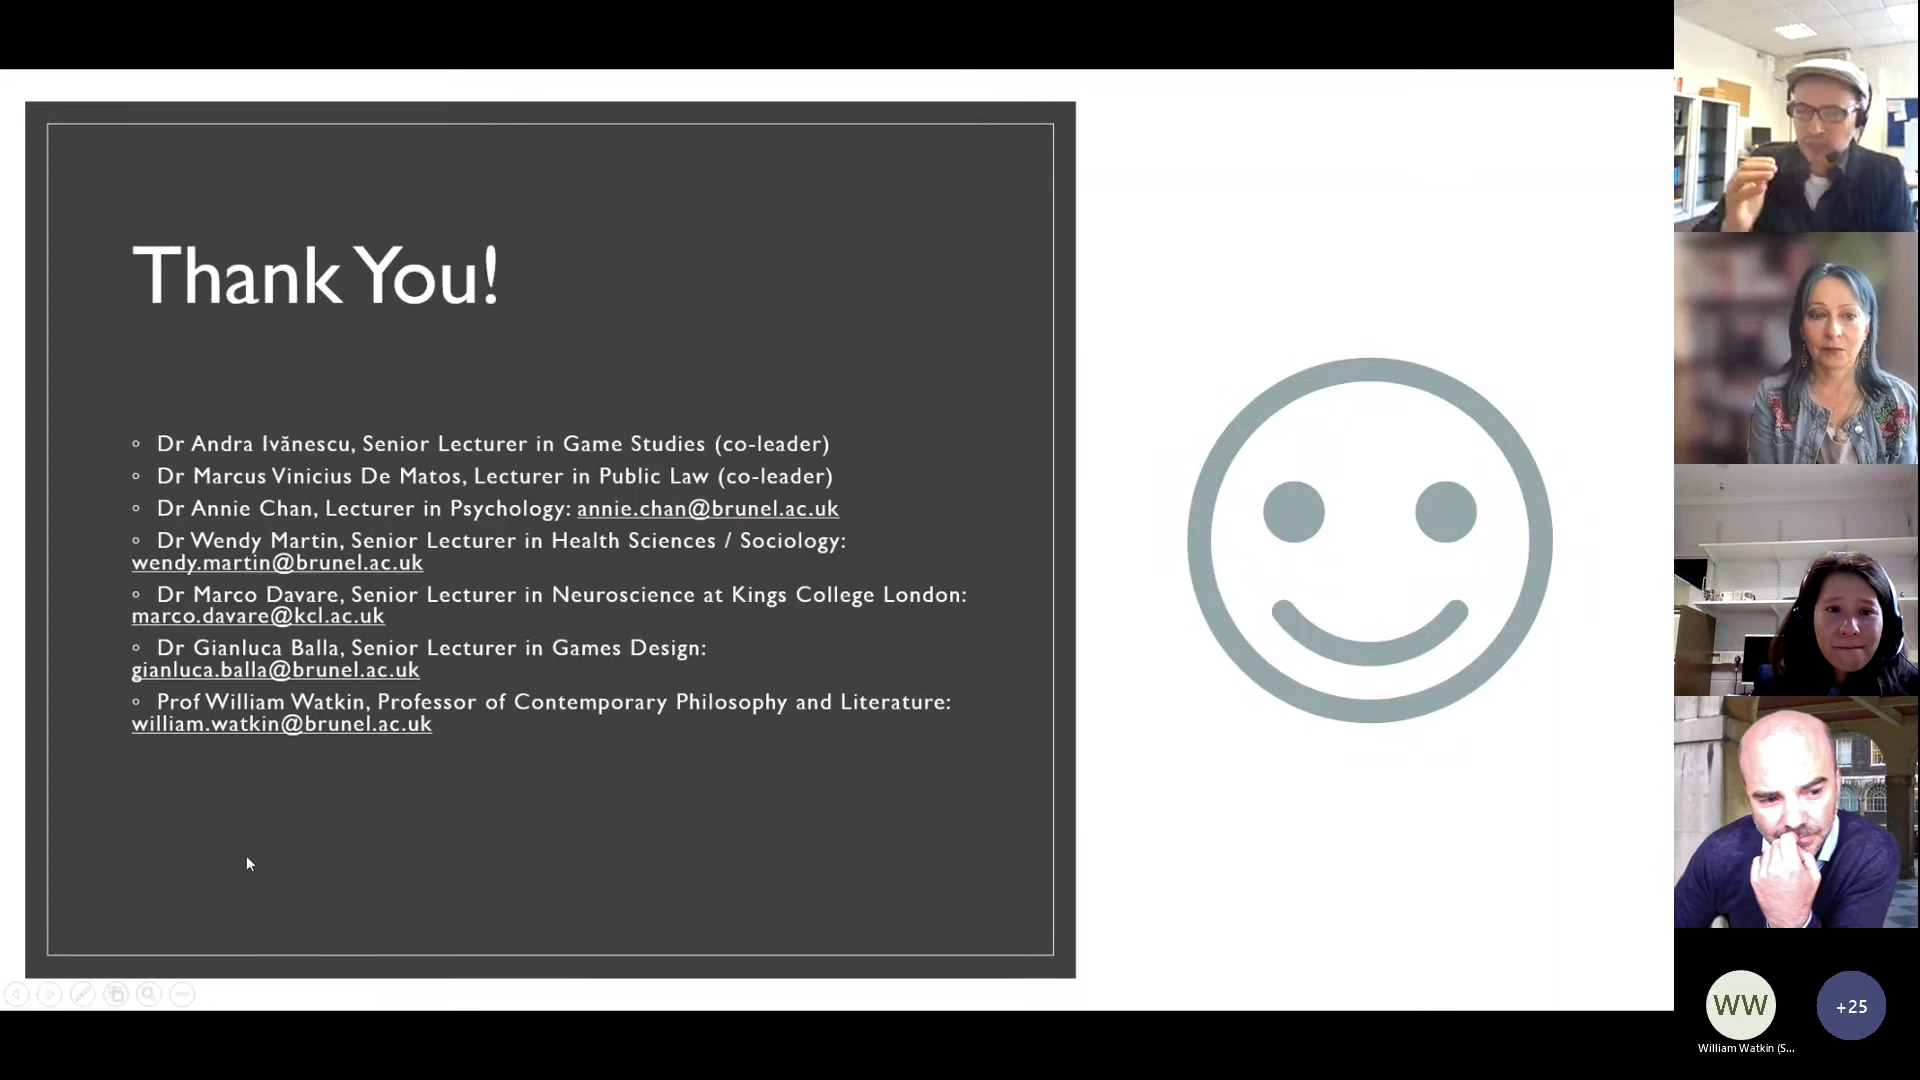 Thank You!
◦ Dr Andra Ivănescu, Senior Lecturer in Game Studies (co-leader)
◦ Dr Marcus Vinicius De Matos, Lecturer in Public Law (co-leader)
◦ Dr Annie Chan, Lecturer in Psychology: annie.chan@brunel.ac.uk
◦ Dr Wendy Martin, Senior Lecturer in Health Sciences / Sociology:
wendy.martin@brunel.ac.uk
◦ Dr Marco Davare, Senior Lecturer in Neuroscience at Kings College London:
marco.davare@kcl.ac.uk
◦ Dr Gianluca Balla, Senior Lecturer in Games Design:
gianluca.balla@brunel.ac.uk
◦ Prof William Watkin, Professor of Contemporary Philosophy and Literature:
william.watkin@brunel.ac.uk
WW
+25
William Watkin (S...